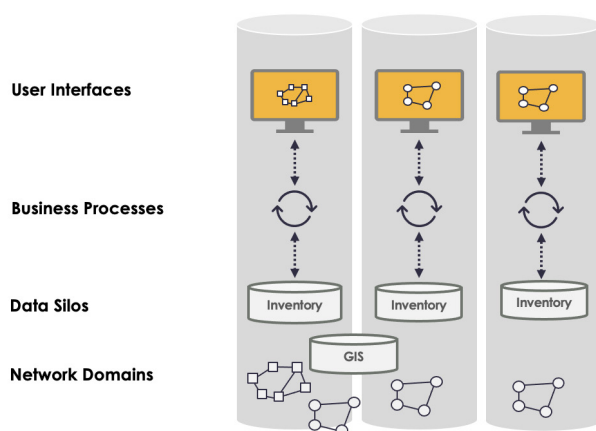 User Interfaces
Business Processes
Data Silos
Inventory
Inventory
Inventory
GIS
Network Domains